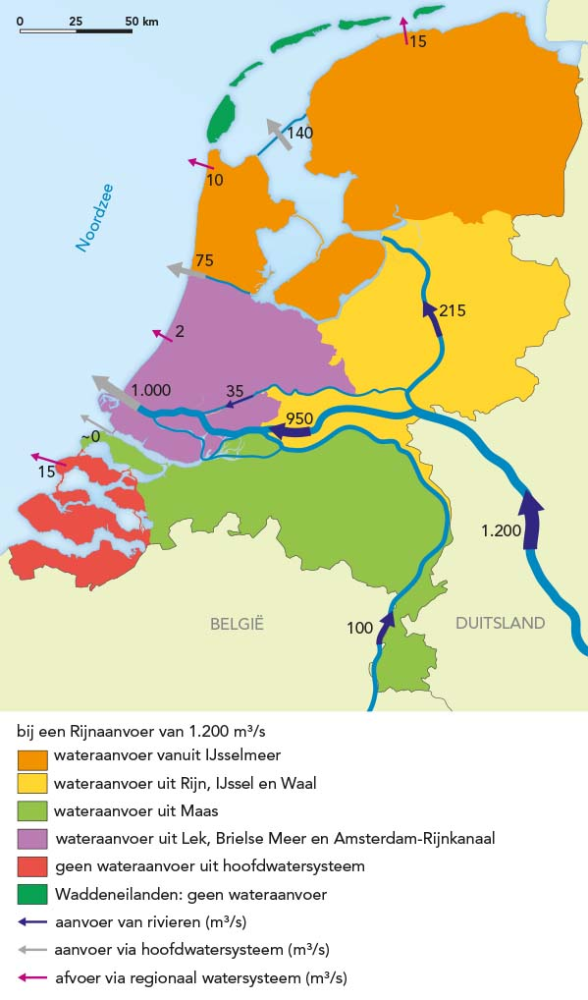 0 25 50 km
15
140
10
Noordzee
75
215
2
1.000
35
950
~0
15
1.200
100
BELGIË
DUITSLAND
bij een Rijnaanvoer van 1.200 m³/s
wateraanvoer vanuit IJsselmeer
wateraanvoer uit Rijn, IJssel en Waal
wateraanvoer uit Maas
wateraanvoer uit Lek, Brielse Meer en Amsterdam-Rijnkanaal
geen wateraanvoer uit hoofdwatersysteem
Waddeneilanden: geen wateraanvoer
aanvoer van rivieren (m³/s)
aanvoer via hoofdwatersysteem (m³/s)
afvoer via regionaal watersysteem (m³/s)